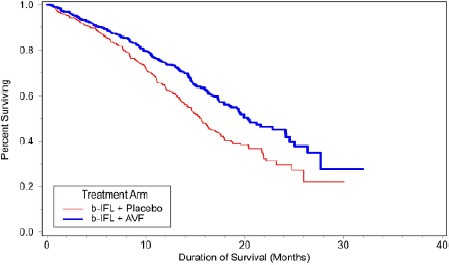 1.0
0.8
0.6
0.4
0.2
0.0
Percent Surviving
Treatment Arm
b-IFL + Placebo
b-IFL + AVF
0 10 20 30 40
Duration of Survival (Months)